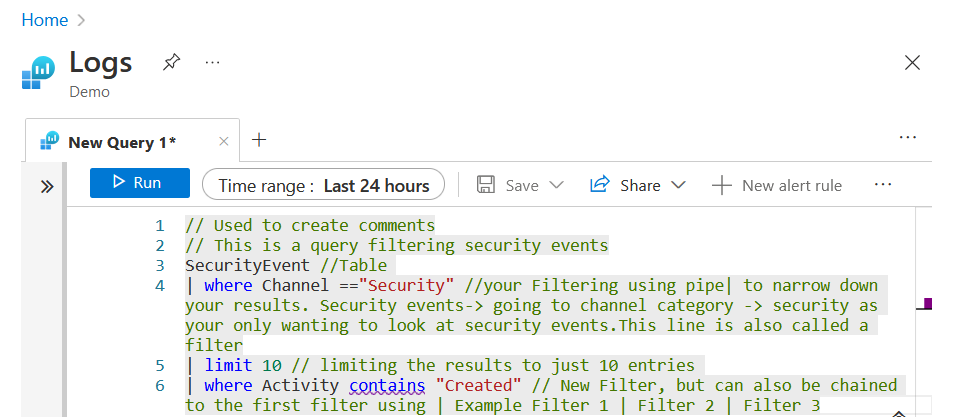 Home >
Logs ...
Demo
New Query 1* × +
...
» Run Time range : Last 24 hours Save Share New alert rule ...
1 // Used to create comments
2 // This is a query filtering security events
3 SecurityEvent //Table
4 | where Channel =="Security" //your Filtering using pipe| to narrow down
your results. Security events-> going to channel category -> security as
your only wanting to look at security events.This line is also called a
filter
5 | limit 10 // limiting the results to just 10 entries
6 | where Activity contains "Created" // New Filter, but can also be chained
to the first filter using | Example Filter 1 | Filter 2 | Filter 3